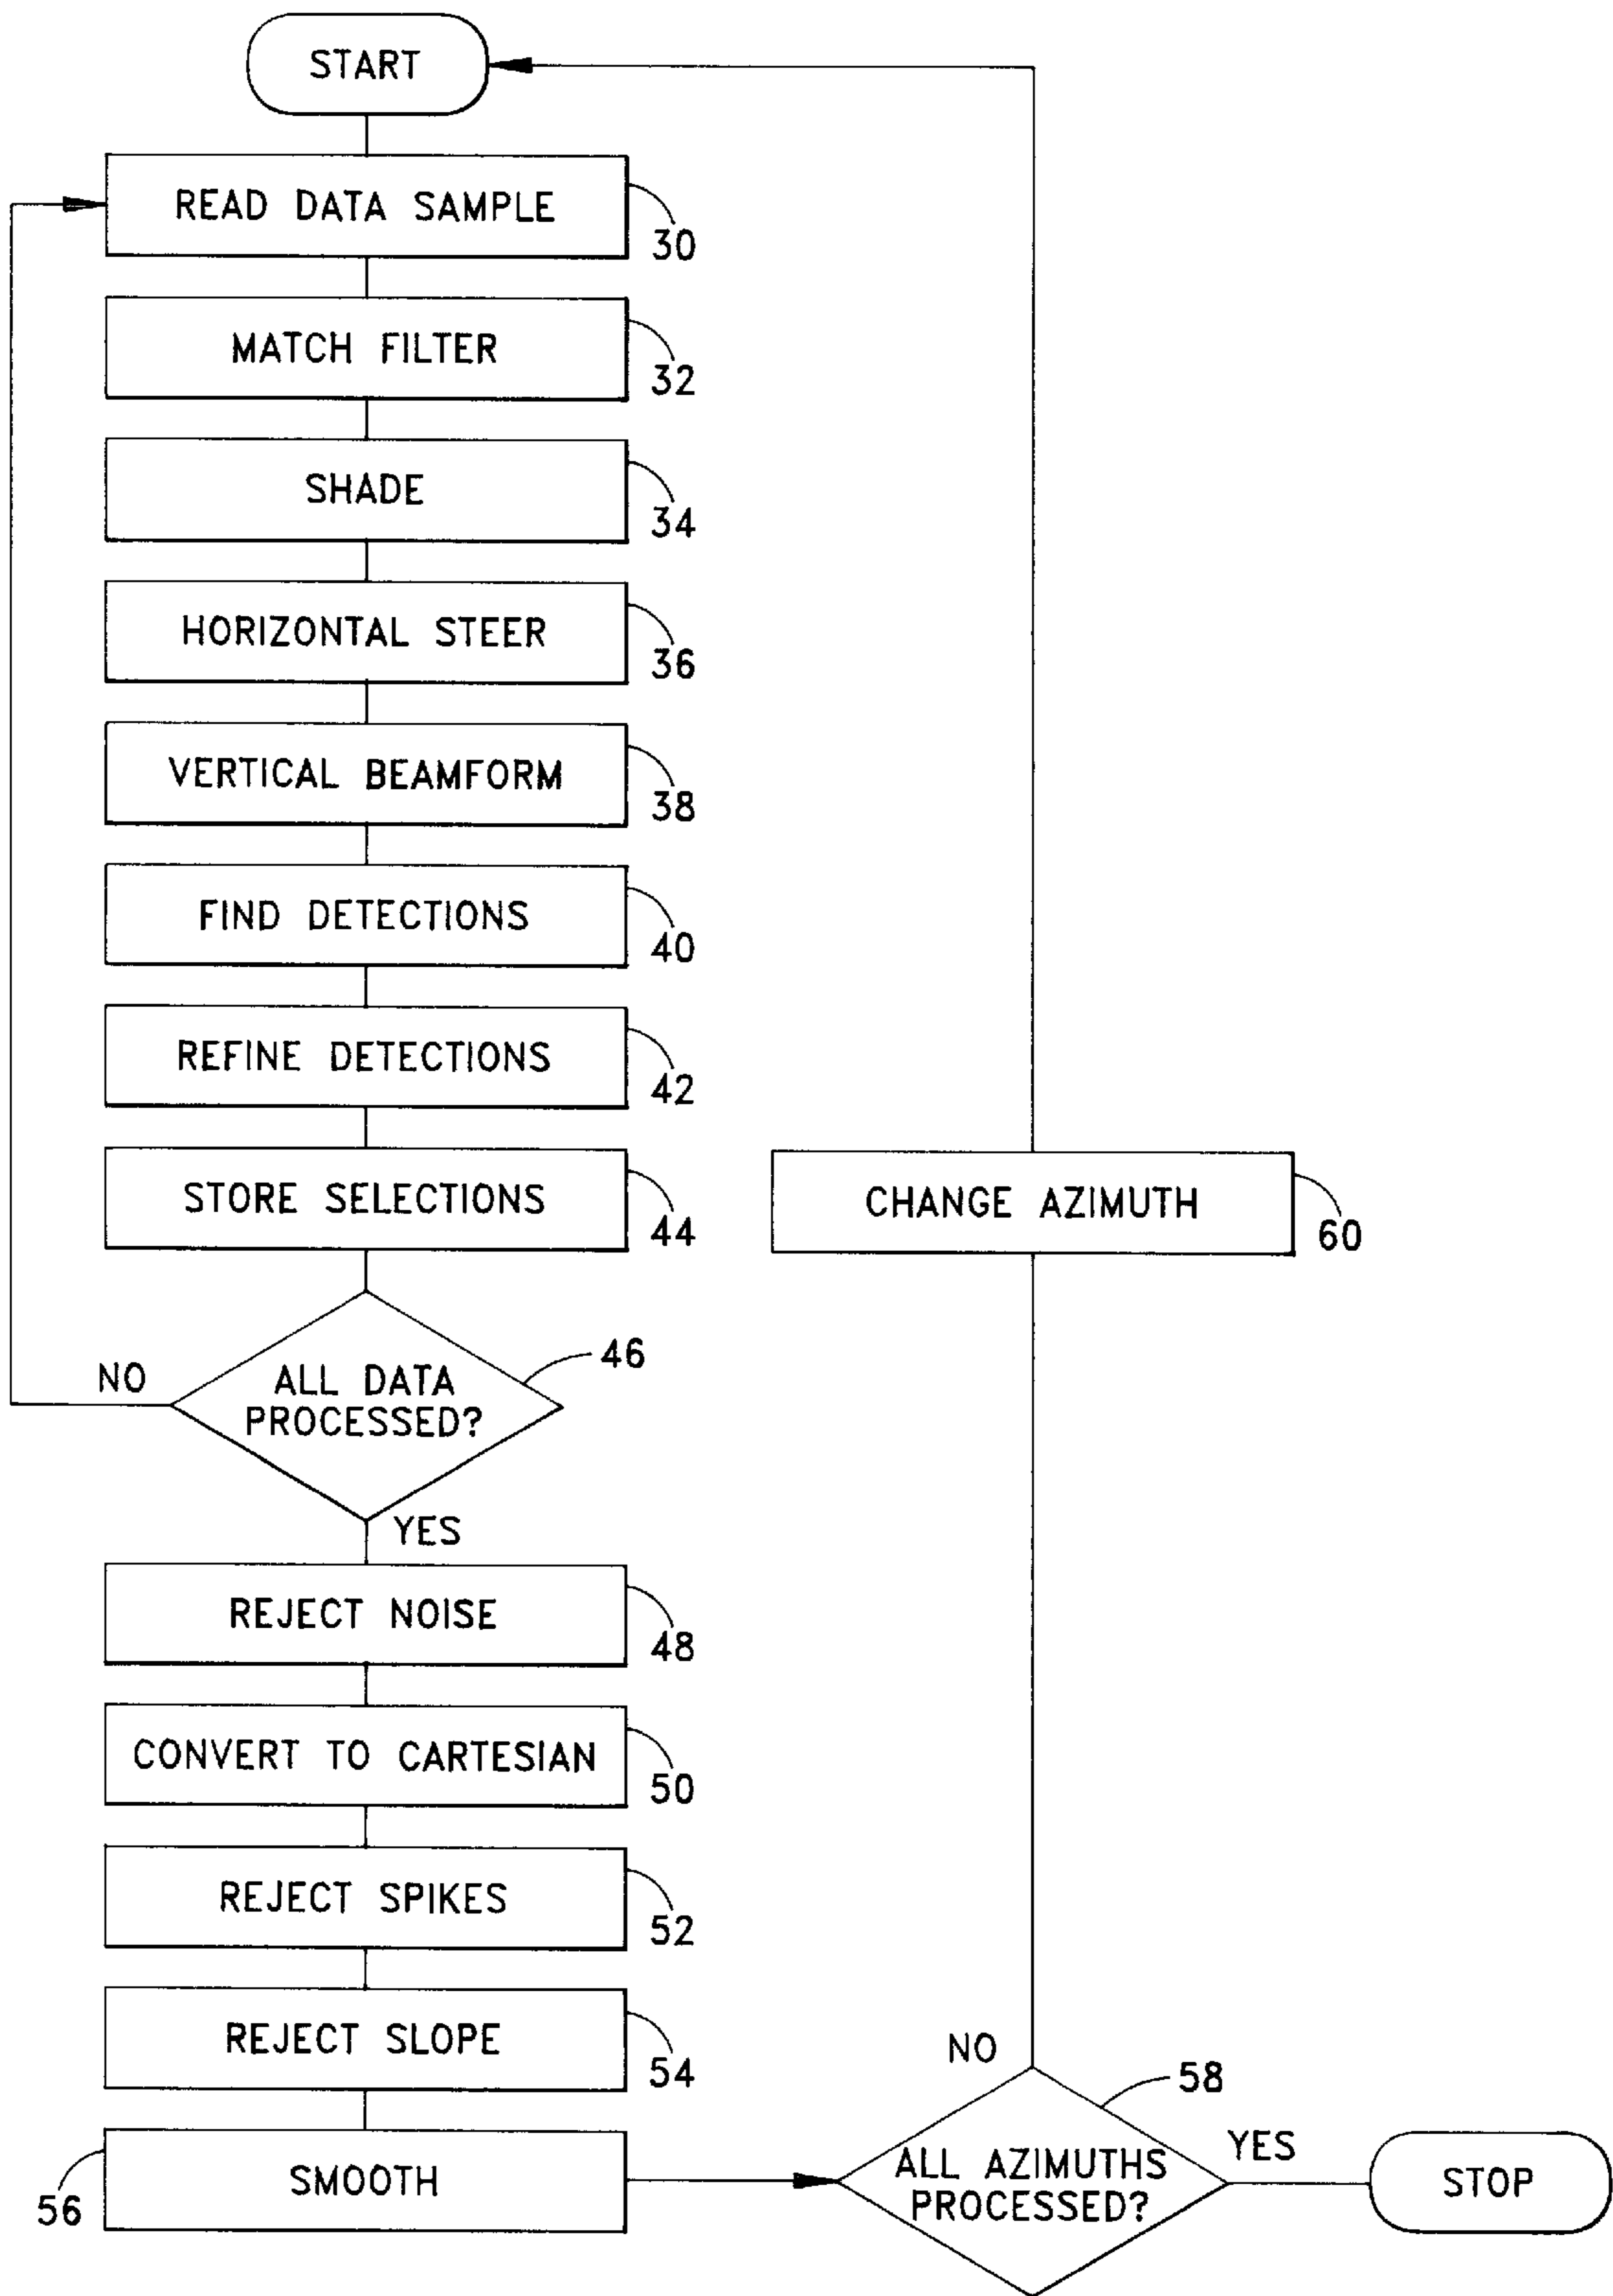 START
READ DATA SAMPLE
30
MATCH FILTER
32
SHADE
34
HORIZONTAL STEER
36
VERTICAL BEAMFORM
38
FIND DETECTIONS
40
REFINE DETECTIONS
42
STORE SELECTIONS
44
CHANGE AZIMUTH
60
46
NO
ALL DATA
PROCESSED?
YES
REJECT NOISE
48
CONVERT TO CARTESIAN
50
REJECT SPIKES
52
REJECT SLOPE
54
SMOOTH
56
NO
58
ALL AZIMUTHS
PROCESSED?
YES
STOP